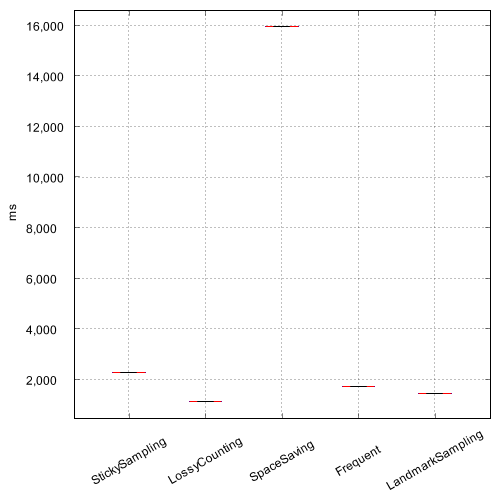 16,000
14,000
12,000
10,000
8,000
6,000
4,000
2,000
ms
StickySampling
LossyCounting
SpaceSaving
Frequent
LandmarkSampling